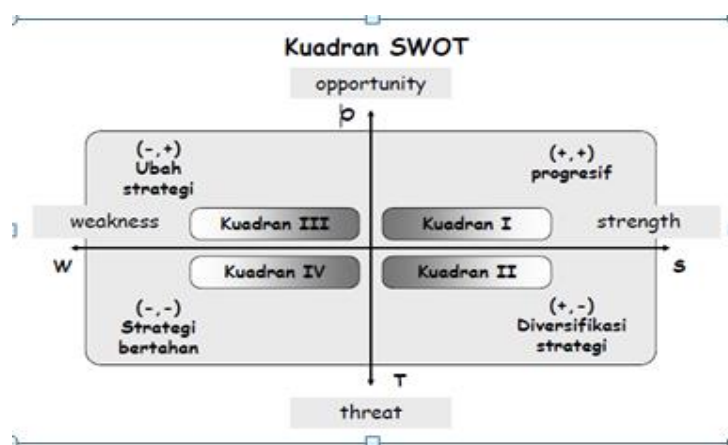 Kuadran SWOT
opportunity
O
(-,+)
Ubah
strategi
(+,+)
progresif
weakness
Kuadran III
Kuadran I
strength
W
S
Kuadran IV
Kuadran II
(-,-)
Strategi
bertahan
(+,-)
Diversifikasi
strategi
T
threat